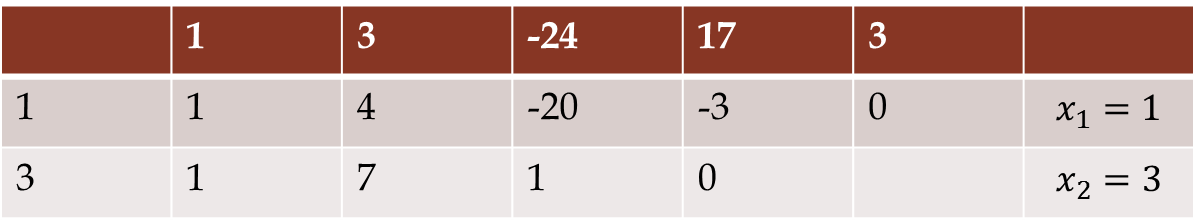 1 3 -24 17 3
1 1 4 -20 -3 0 x₁ = 1
3 1 7 1 0 x₂ = 3